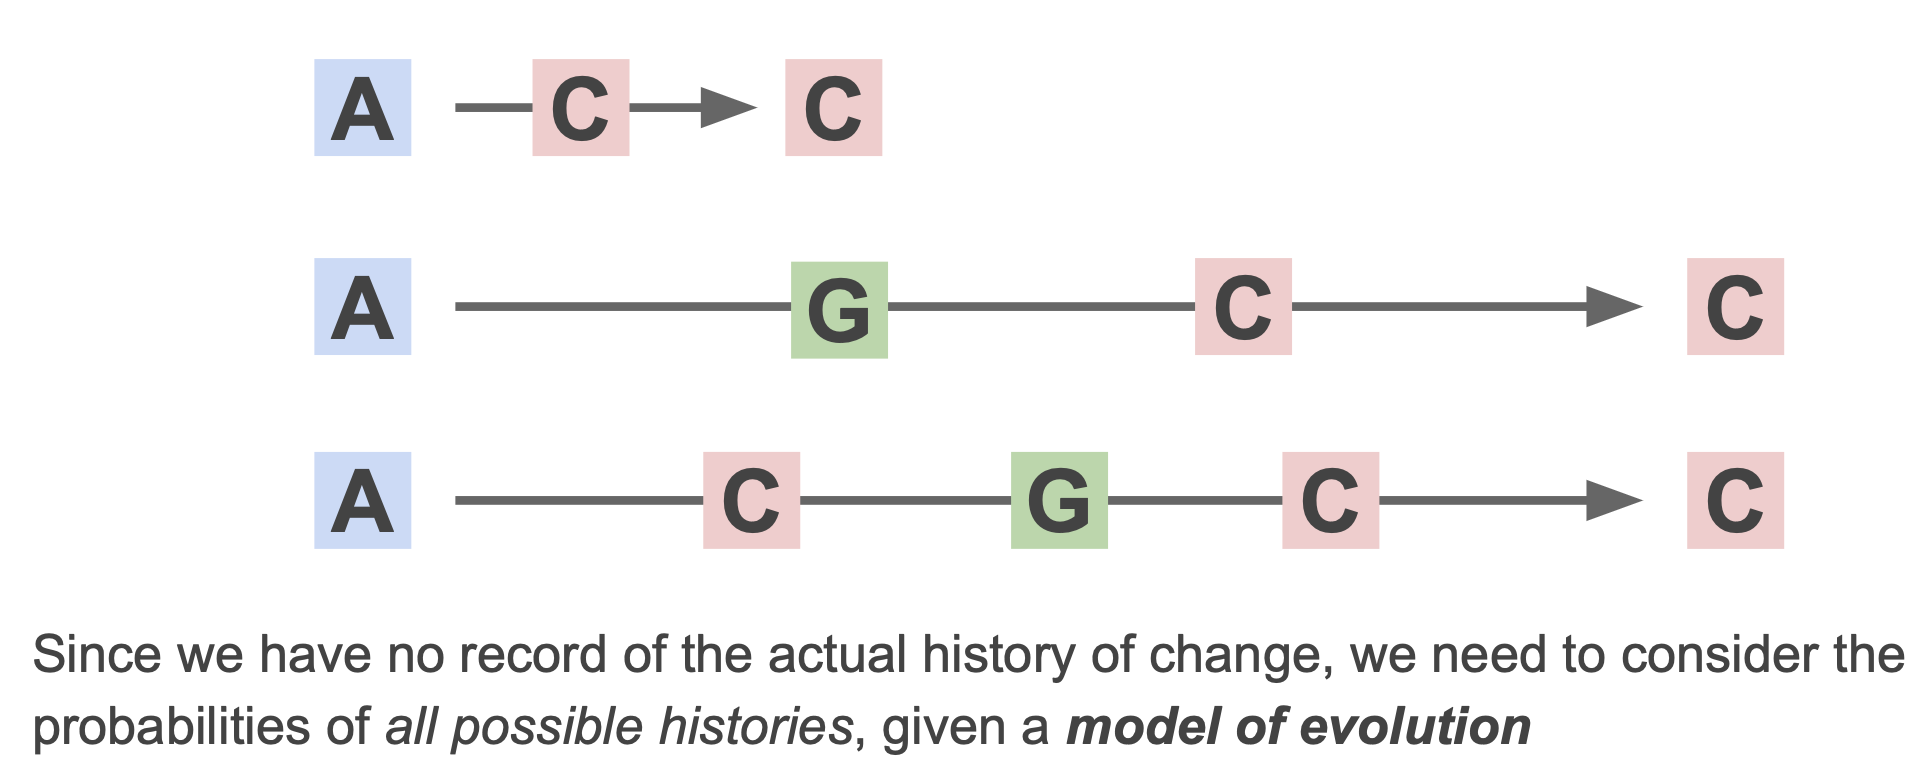 A C C
A G C C
A C G C C
Since we have no record of the actual history of change, we need to consider the
probabilities of all possible histories, given a model of evolution